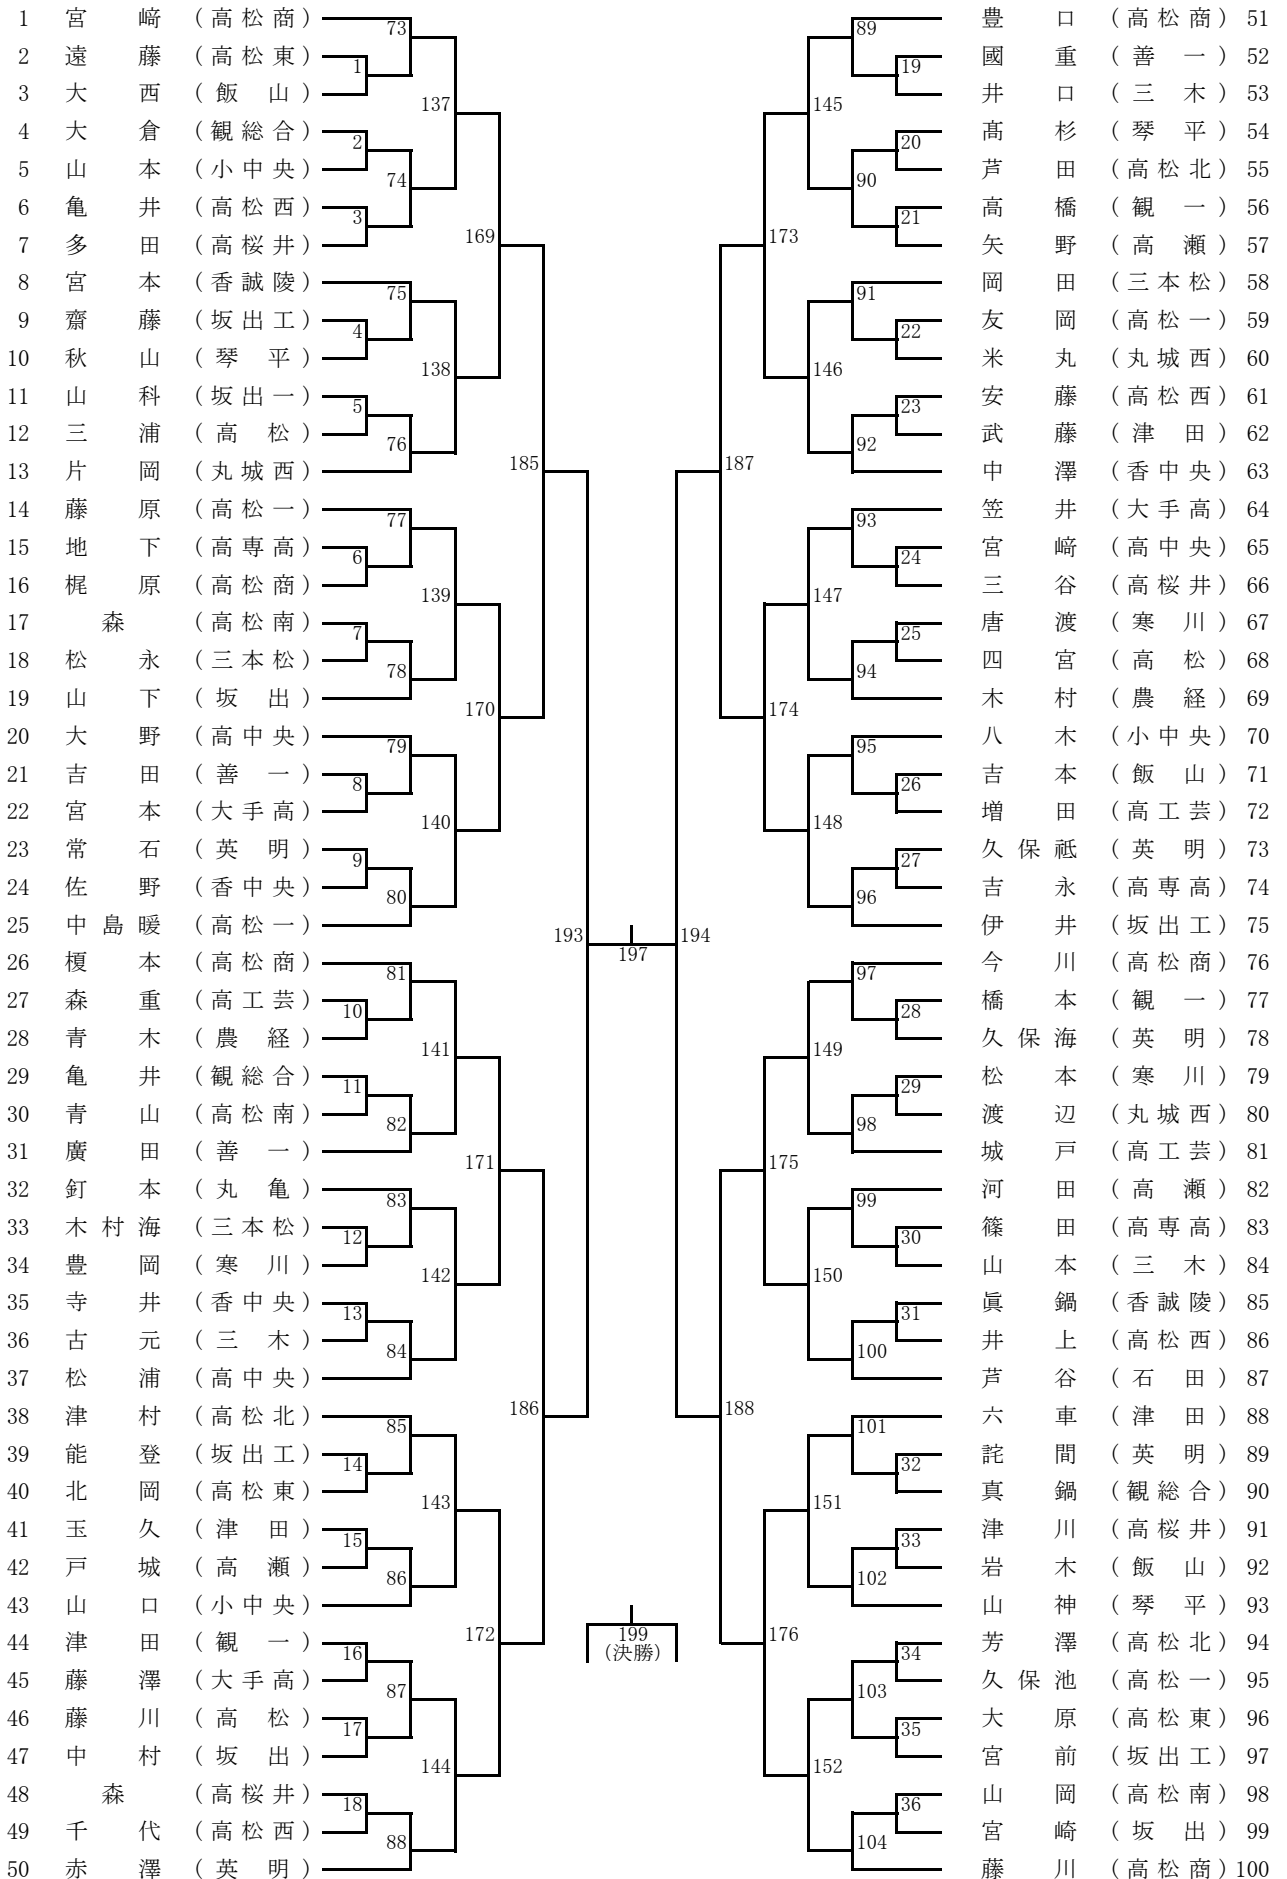 1 宮 﨑 （高松商）
2 遠 藤 （高松東）
3 大 西 （飯 山）
4 大 倉 （観総合）
5 山 本 （小中央）
6 亀 井 （高松西）
7 多 田 （高桜井）
8 宮 本 （香誠陵）
9 齋 藤 （坂出工）
10 秋 山 （琴 平）
11 山 科 （坂出一）
12 三 浦 （高 松）
13 片 岡 （丸城西）
14 藤 原 （高松一）
15 地 下 （高専高）
16 梶 原 （高松商）
17 森 （高松南）
18 松 永 （三本松）
19 山 下 （坂 出）
20 大 野 （高中央）
21 吉 田 （善 一）
22 宮 本 （大手高）
23 常 石 （英 明）
24 佐 野 （香中央）
25 中島暖 （高松一）
26 榎 本 （高松商）
27 森 重 （高工芸）
28 青 木 （農 経）
29 亀 井 （観総合）
30 青 山 （高松南）
31 廣 田 （善 一）
32 釘 本 （丸 亀）
33 木村海 （三本松）
34 豊 岡 （寒 川）
35 寺 井 （香中央）
36 古 元 （三 木）
37 松 浦 （高中央）
38 津 村 （高松北）
39 能 登 （坂出工）
40 北 岡 （高松東）
41 玉 久 （津 田）
42 戸 城 （高 瀬）
43 山 口 （小中央）
44 津 田 （観 一）
45 藤 澤 （大手高）
46 藤 川 （高 松）
47 中 村 （坂 出）
48 森 （高桜井）
49 千 代 （高松西）
50 赤 澤 （英 明）
1
2
3
4
5
6
7
8
9
10
11
12
13
14
15
16
17
18
73
74
75
76
77
78
79
80
81
82
83
84
85
86
87
88
137
138
139
140
141
142
143
144
169
170
171
172
185
186
193
197
199
（決勝）
194
187
188
173
174
175
176
145
146
147
148
149
150
151
152
89
90
91
92
93
94
95
96
97
98
99
100
101
102
103
104
19
20
21
22
23
24
25
26
27
28
29
30
31
32
33
34
35
36
豊 口 （高松商） 51
國 重 （善 一） 52
井 口 （三 木） 53
髙 杉 （琴 平） 54
芦 田 （高松北） 55
高 橋 （観 一） 56
矢 野 （高 瀬） 57
岡 田 （三本松） 58
友 岡 （高松一） 59
米 丸 （丸城西） 60
安 藤 （高松西） 61
武 藤 （津 田） 62
中 澤 （香中央） 63
笠 井 （大手高） 64
宮 﨑 （高中央） 65
三 谷 （高桜井） 66
唐 渡 （寒 川） 67
四 宮 （高 松） 68
木 村 （農 経） 69
八 木 （小中央） 70
吉 本 （飯 山） 71
増 田 （高工芸） 72
久保祗 （英 明） 73
吉 永 （高専高） 74
伊 井 （坂出工） 75
今 川 （高松商） 76
橋 本 （観 一） 77
久保海 （英 明） 78
松 本 （寒 川） 79
渡 辺 （丸城西） 80
城 戸 （高工芸） 81
河 田 （高 瀬） 82
篠 田 （高専高） 83
山 本 （三 木） 84
眞 鍋 （香誠陵） 85
井 上 （高松西） 86
芦 谷 （石 田） 87
六 車 （津 田） 88
詫 間 （英 明） 89
真 鍋 （観総合） 90
津 川 （高桜井） 91
岩 木 （飯 山） 92
山 神 （琴 平） 93
芳 澤 （高松北） 94
久保池 （高松一） 95
大 原 （高松東） 96
宮 前 （坂出工） 97
山 岡 （高松南） 98
宮 崎 （坂 出） 99
藤 川 （高松商） 100